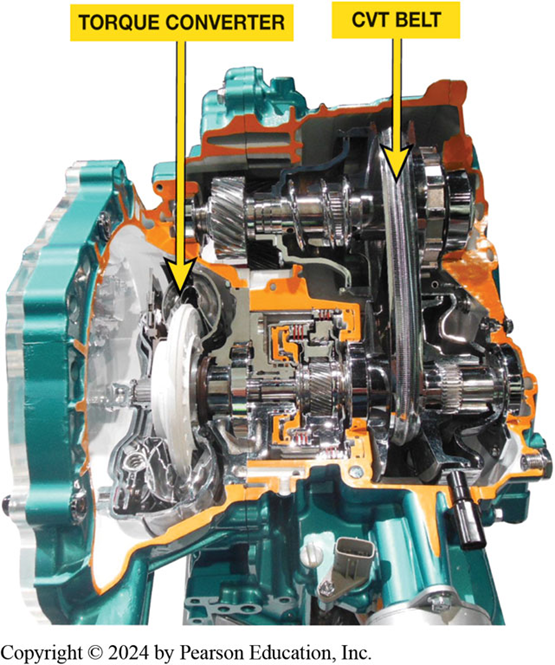 TORQUE CONVERTER
CVT BELT
Copyright © 2024 by Pearson Education, Inc.